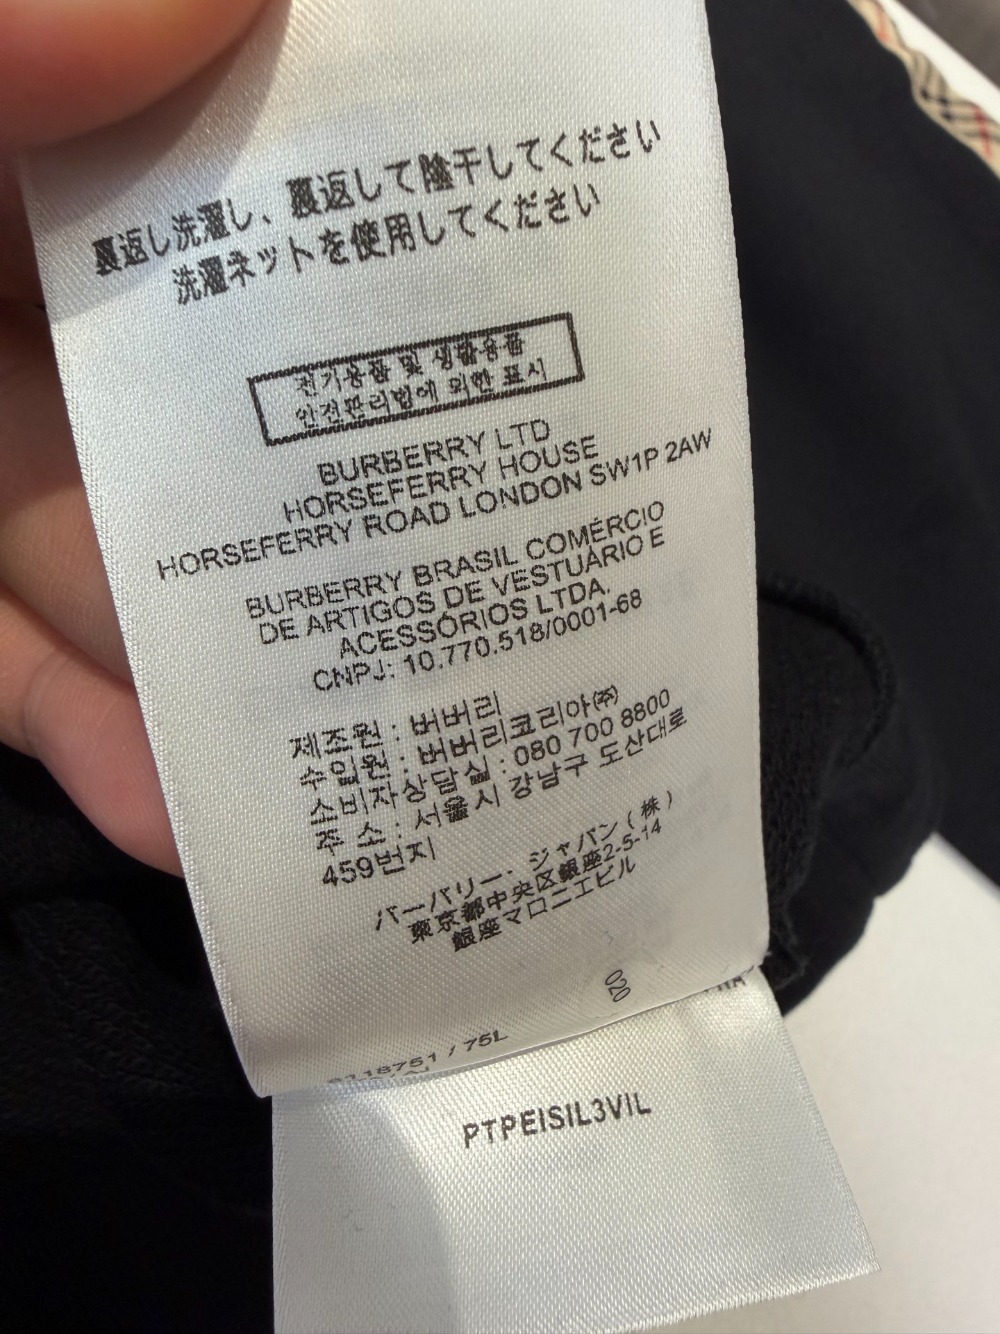 裏返し洗濯し、裏返して陰干してください
洗濯ネットを使用してください
전기용품 및 생활용품
안전관리법에 의한 표시
BURBERRY LTD
HORSEFERRY HOUSE
HORSEFERRY ROAD LONDON SW1P 2AW
BURBERRY BRASIL COMÉRCIO
DE ARTIGOS DE VESTUÁRIO E
ACESSÓRIOS LTDA.
CNPJ: 10.770.518/0001-68
제조원 : 버버리
수입원 : 버버리코리아㈜
소비자상담실 : 080 700 8800
주 소 : 서울시 강남구 도산대로
459번지
バーバリー・ジャパン(株)
東京都中央区銀座2-5-14
銀座マロニエビル
020
/ 75L
PTPEISIL3VIL